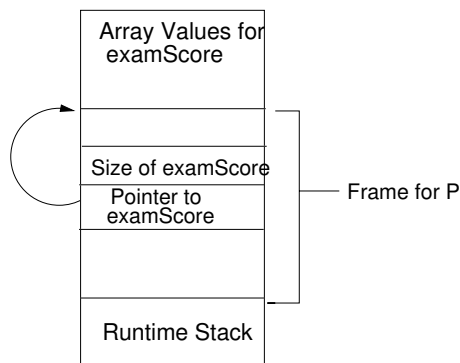 Array Values for
examScore
Size of examScore
Pointer to
examScore
Frame for P
Runtime Stack